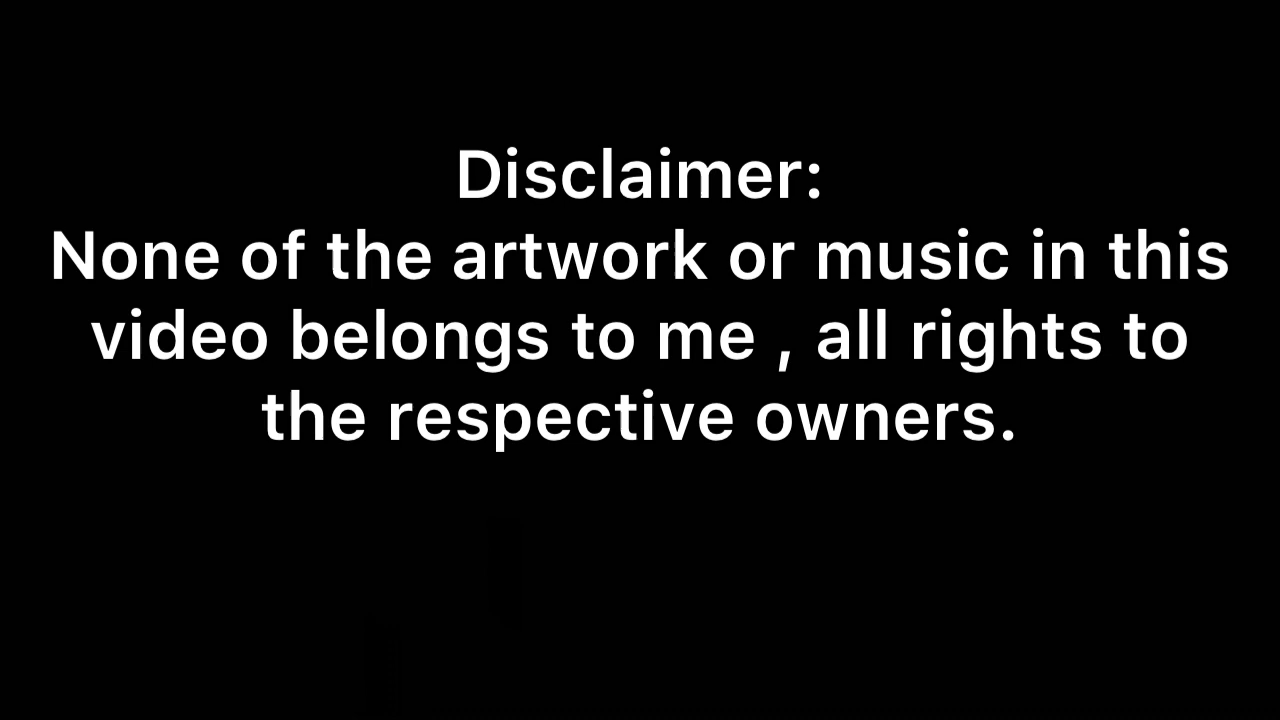 Disclaimer:
None of the artwork or music in this
video belongs to me , all rights to
the respective owners.